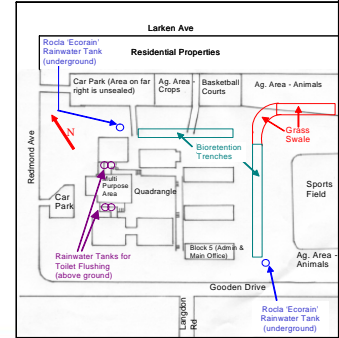 Larken Ave
Residential Properties
Rocla 'Ecorain'
Rainwater Tank
(underground)
Car Park (Area on far
right is unsealed)
Ag. Area -
Crops
Basketball
Courts
Ag. Area - Animals
N
Redmond Ave
Grass
Swale
Bioretention
Trenches
Multi
Purpose
Area
Quadrangle
Sports
Field
Car
Park
Rainwater Tanks for
Toilet Flushing
(above ground)
Block 5 (Admin &
Main Office)
Ag. Area -
Animals
Gooden Drive
Langdon
Rd
Rocla 'Ecorain'
Rainwater Tank
(underground)